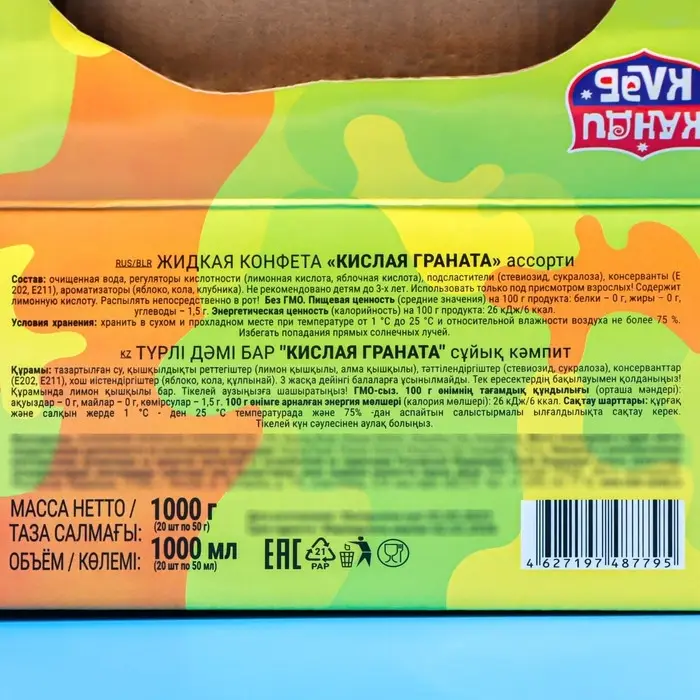 КЛУБ
КАНДИ
RUS/BLR ЖИДКАЯ КОНФЕТА «КИСЛАЯ ГРАНАТА» ассорти
Состав: очищенная вода, регуляторы кислотности (лимонная кислота, яблочная кислота), подсластители (стевиозид, сукралоза), консерванты (Е
202, Е211), ароматизаторы (яблоко, кола, клубника). Не рекомендовано детям до 3-х лет. Использовать только под присмотром взрослых! Содержит
лимонную кислоту. Распылять непосредственно в рот! Без ГМО. Пищевая ценность (средние значения) на 100 г продукта: белки – 0 г, жиры – 0 г,
углеводы – 1,5 г. Энергетическая ценность (калорийность) на 100 г продукта: 26 кДж/6 ккал.
Условия хранения: хранить в сухом и прохладном месте при температуре от 1 °С до 25 °С и относительной влажности воздуха не более 75 %.
Избегать попадания прямых солнечных лучей.
KZ ТҮРЛІ ДӘМІ БАР "КИСЛАЯ ГРАНАТА" сұйық кәмпит
Құрамы: тазартылған су, қышқылдықты реттегіштер (лимон қышқылы, алма қышқылы), тәттілендіргіштер (стевиозид, сукралоза), консерванттар
(Е202, Е211), хош иістендіргіштер (яблоко, кола, құлпынай). 3 жасқа дейінгі балаларға ұсынылмайды. Тек ересектердің бақылауымен қолданыңыз!
Құрамында лимон қышқылы бар. Тікелей аузыңызға шашыратыңыз! ГМО-сыз. 100 г өнімнің тағамдық құндылығы (орташа мәндері):
ақуыздар – 0 г, майлар – 0 г, көмірсулар – 1,5 г. 100 г өнімге арналған энергия мөлшері (калория мөлшері): 26 кДж/6 ккал. Сақтау шарттары: құрғақ
және салқын жерде 1 °С - ден 25 °С температурада және 75% -дан аспайтын салыстырмалы ылғалдылықта сақтау керек.
Тікелей күн сәулесінен аулақ болыңыз.
МАССА НЕТТО / ТАЗА САЛМАҒЫ: 1000 г
(20 шт по 50 г)
ОБЪЁМ / КӨЛЕМІ: 1000 мл
(20 шт по 50 мл)
EAC
21
PAP
4 627197 487795